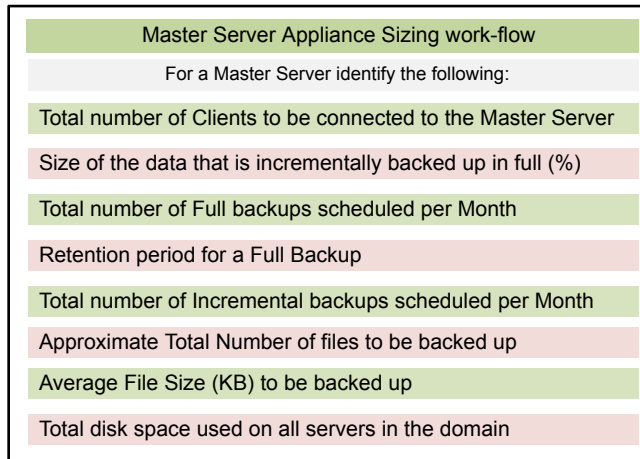 Master Server Appliance Sizing work-flow
For a Master Server identify the following:
Total number of Clients to be connected to the Master Server
Size of the data that is incrementally backed up in full (%)
Total number of Full backups scheduled per Month
Retention period for a Full Backup
Total number of Incremental backups scheduled per Month
Approximate Total Number of files to be backed up
Average File Size (KB) to be backed up
Total disk space used on all servers in the domain